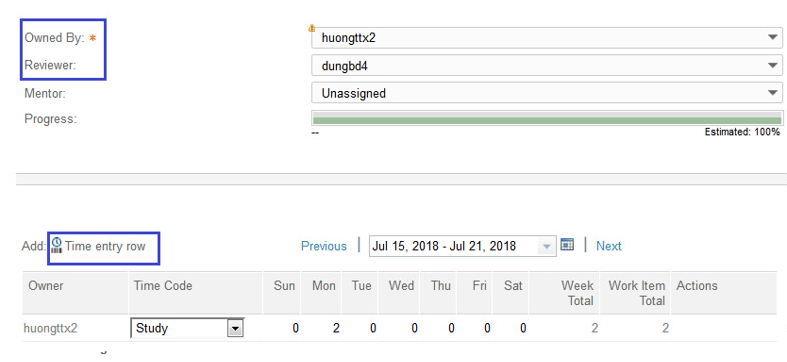 Owned By: * huongttx2
Reviewer: dungbd4
Mentor: Unassigned
Progress:
-- Estimated: 100%
Add: Time entry row Previous | Jul 15, 2018 - Jul 21, 2018 | Next
Owner Time Code Sun Mon Tue Wed Thu Fri Sat Week Total Work Item Total Actions
huongttx2 Study 0 2 0 0 0 0 0 2 2